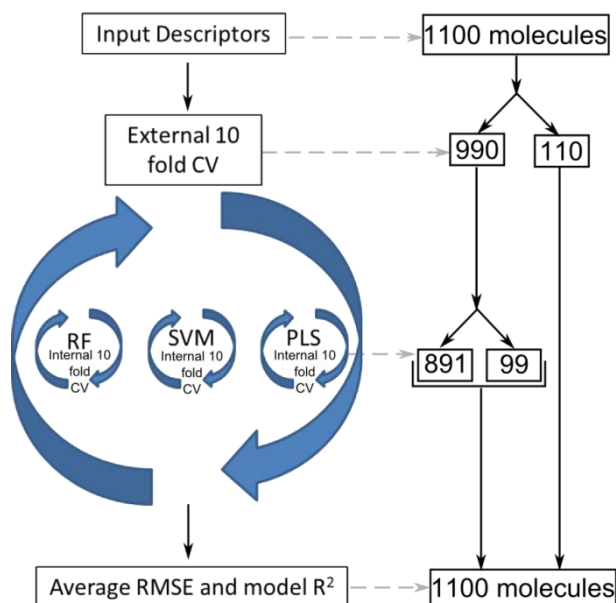 Input Descriptors
1100 molecules
External 10
fold CV
990
110
RF
Internal 10
fold
CV
SVM
Internal 10
fold
CV
PLS
Internal 10
fold
CV
891
99
Average RMSE and model R²
1100 molecules